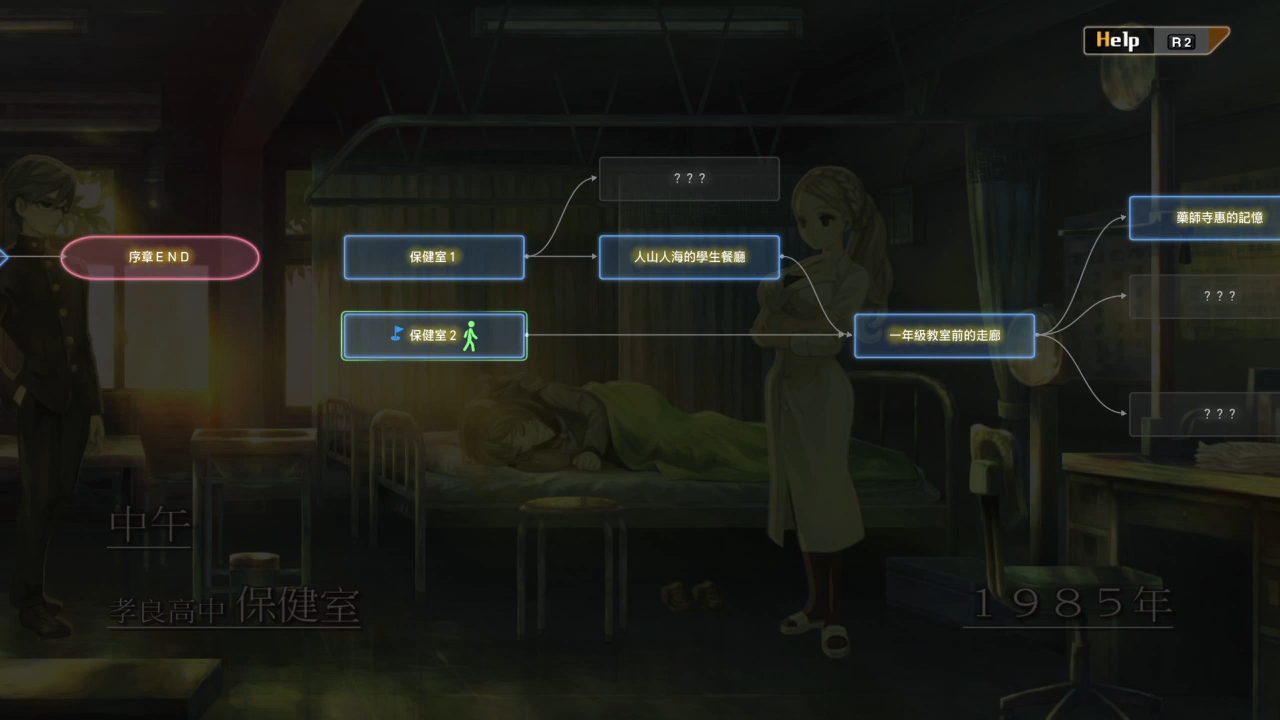 Help R2
？？？
藥師寺惠的記憶
序章ＥＮＤ
保健室１
人山人海的學生餐廳
？？？
保健室２
一年級教室前的走廊
？？？
中午
孝良高中 保健室
１９８５年